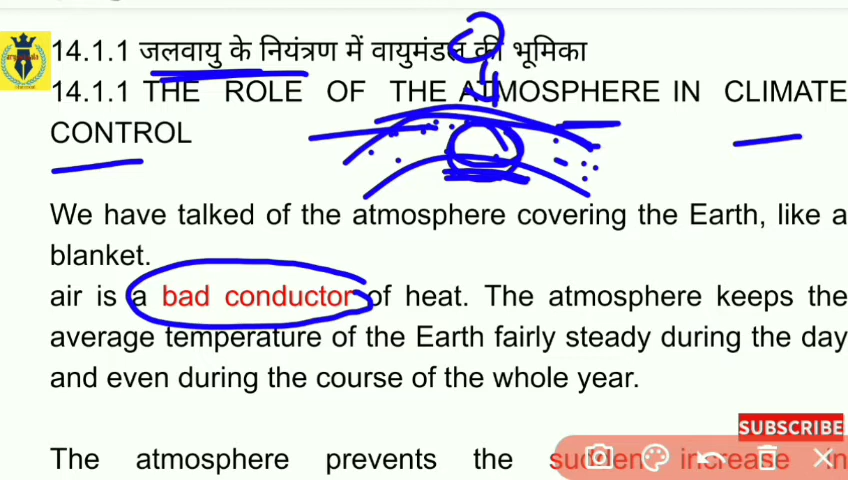 14.1.1 जलवायु के नियंत्रण में वायुमंडल की भूमिका
14.1.1 THE ROLE OF THE ATMOSPHERE IN CLIMATE
CONTROL
We have talked of the atmosphere covering the Earth, like a
blanket.
air is a bad conductor of heat. The atmosphere keeps the
average temperature of the Earth fairly steady during the day
and even during the course of the whole year.
SUBSCRIBE
The atmosphere prevents the sudden increase in